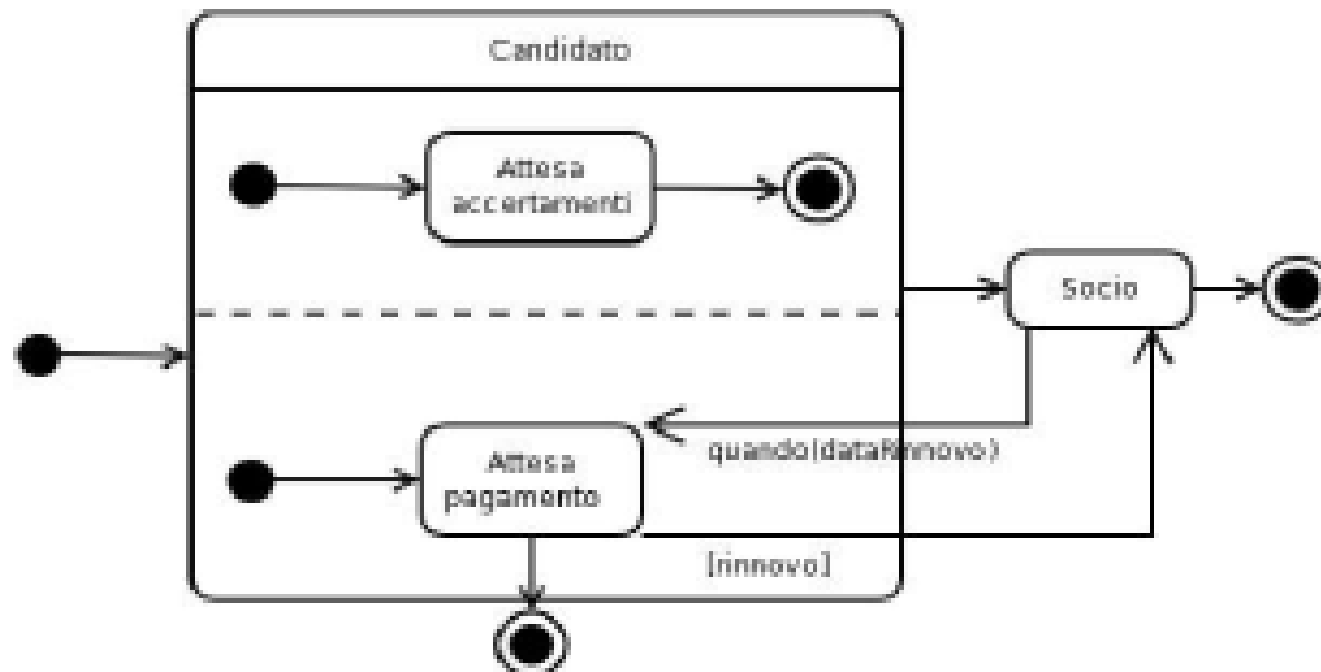 Candidato
Attesa
accertamenti
Socio
quando(dataRinnovo)
Attesa
pagamento
[rinnovo]